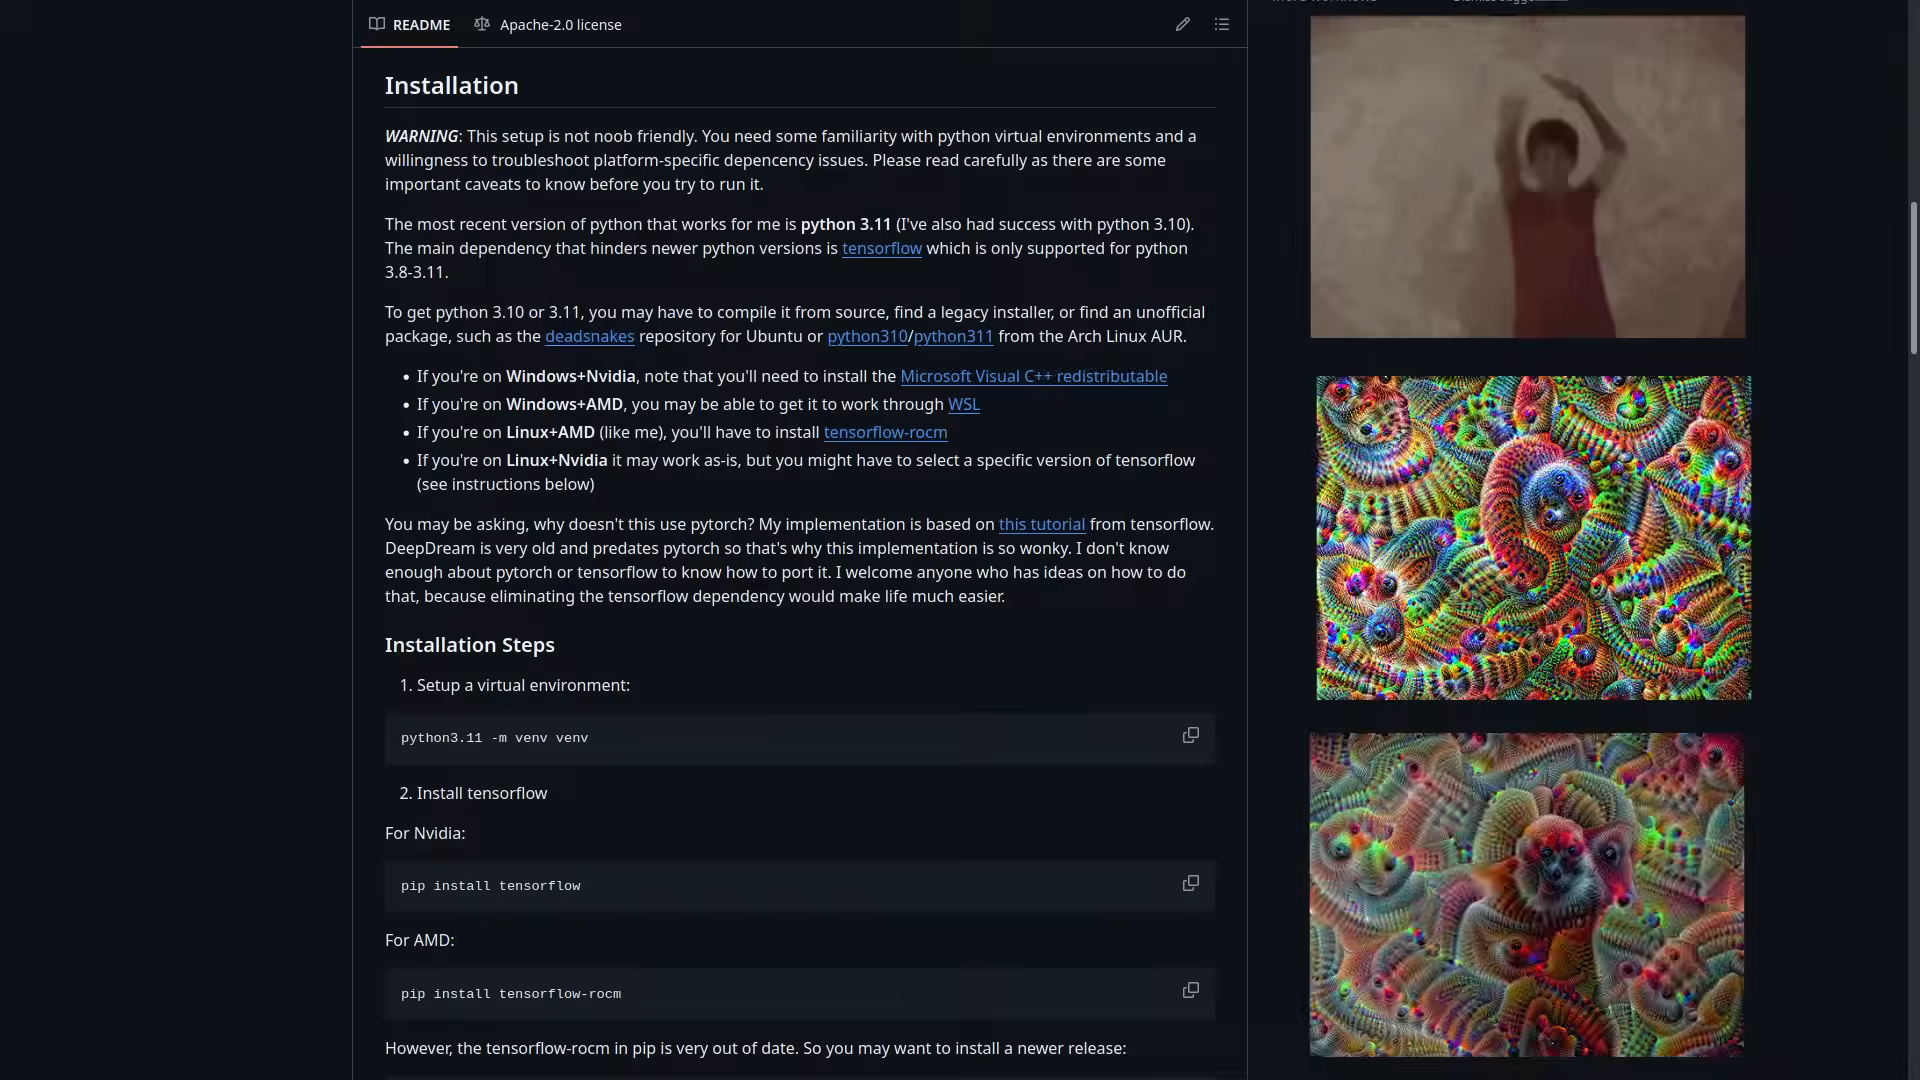 README
Apache-2.0 license
Installation
WARNING: This setup is not noob friendly. You need some familiarity with python virtual environments and a
willingness to troubleshoot platform-specific depencency issues. Please read carefully as there are some
important caveats to know before you try to run it.
The most recent version of python that works for me is python 3.11 (I've also had success with python 3.10).
The main dependency that hinders newer python versions is tensorflow which is only supported for python
3.8-3.11.
To get python 3.10 or 3.11, you may have to compile it from source, find a legacy installer, or find an unofficial
package, such as the deadsnakes repository for Ubuntu or python310/python311 from the Arch Linux AUR.
• If you're on Windows+Nvidia, note that you'll need to install the Microsoft Visual C++ redistributable
• If you're on Windows+AMD, you may be able to get it to work through WSL
• If you're on Linux+AMD (like me), you'll have to install tensorflow-rocm
• If you're on Linux+Nvidia it may work as-is, but you might have to select a specific version of tensorflow
(see instructions below)
You may be asking, why doesn't this use pytorch? My implementation is based on this tutorial from tensorflow.
DeepDream is very old and predates pytorch so that's why this implementation is so wonky. I don't know
enough about pytorch or tensorflow to know how to port it. I welcome anyone who has ideas on how to do
that, because eliminating the tensorflow dependency would make life much easier.
Installation Steps
1. Setup a virtual environment:
python3.11 -m venv venv
2. Install tensorflow
For Nvidia:
pip install tensorflow
For AMD:
pip install tensorflow-rocm
However, the tensorflow-rocm in pip is very out of date. So you may want to install a newer release: